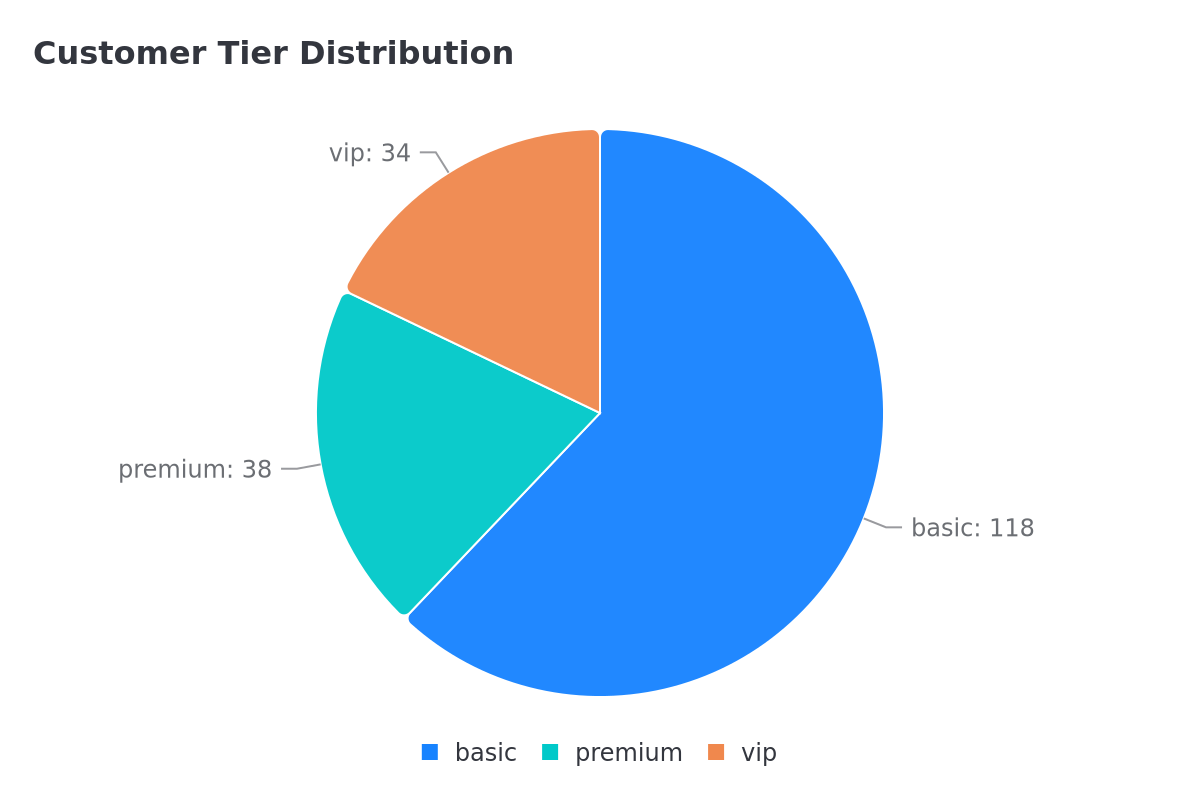 Customer Tier Distribution
vip: 34
premium: 38
basic: 118
basic premium vip